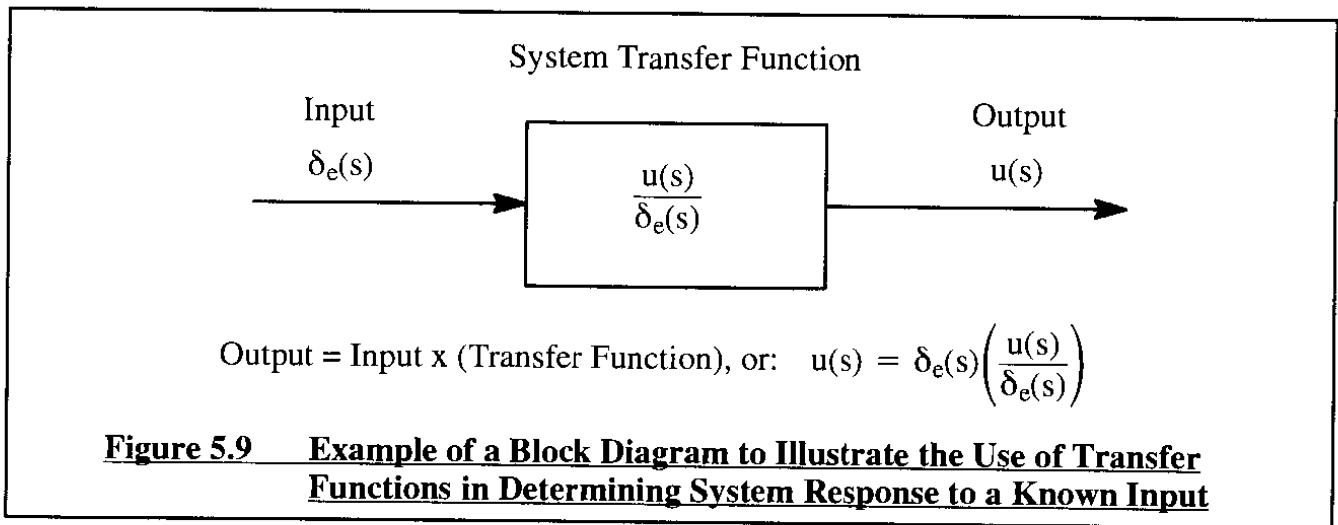 System Transfer Function
Input
Output
δₑ(s)
u(s)
u(s)
δₑ(s)
Output = Input x (Transfer Function), or: u(s) = δₑ(s)(u(s)/δₑ(s))
Figure 5.9 Example of a Block Diagram to Illustrate the Use of Transfer
Functions in Determining System Response to a Known Input